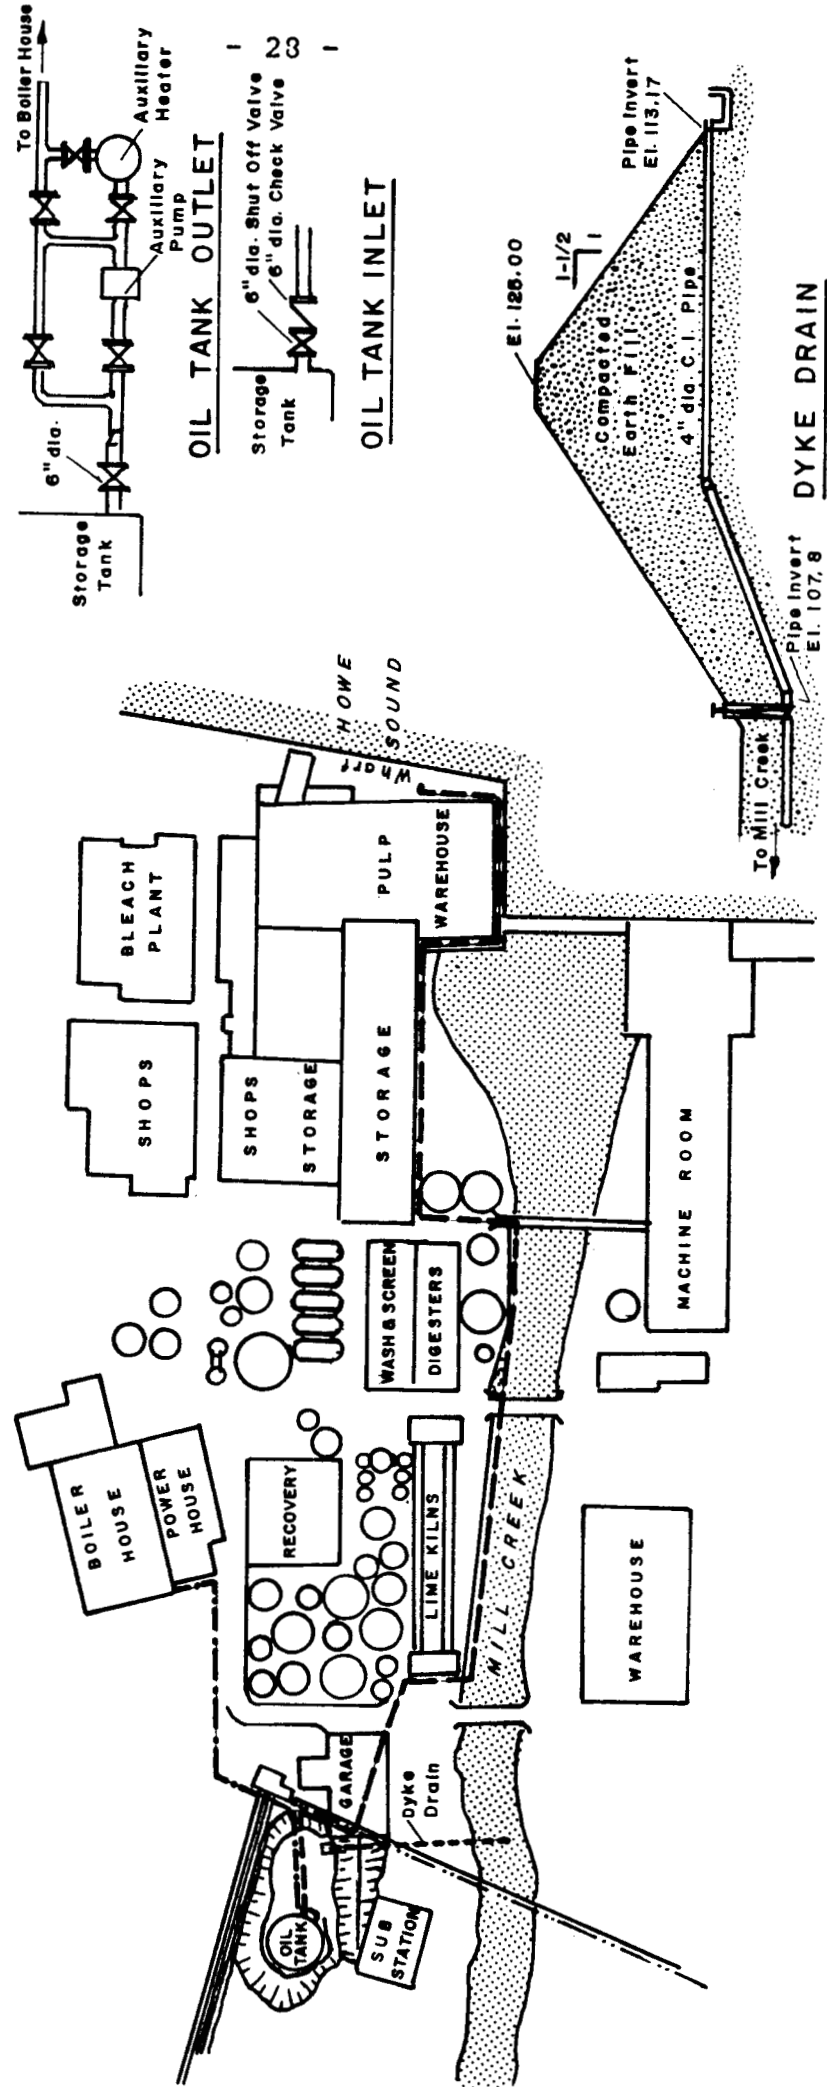 - 28 -
To Boiler House
Auxillary
Heater
Auxillary
Pump
6" dia.
Storage
Tank
OIL TANK OUTLET
6" dia. Shut Off Valve
6" dia. Check Valve
Storage
Tank
OIL TANK INLET
Pipe Invert
El. 113.17
1-1/2
1
El. 125.00
Compacted
Earth Fill
4" dia C.I. Pipe
Pipe Invert
El. 107.8
To Mill Creek
DYKE DRAIN
HOWE
SOUND
Wharf
BLEACH
PLANT
PULP
WAREHOUSE
SHOPS
SHOPS
STORAGE
STORAGE
MACHINE ROOM
WASH & SCREEN
DIGESTERS
BOILER
HOUSE
POWER
HOUSE
RECOVERY
LIME KILNS
MILL CREEK
WAREHOUSE
GARAGE
Dyke
Drain
OIL
TANK
SUB
STATION